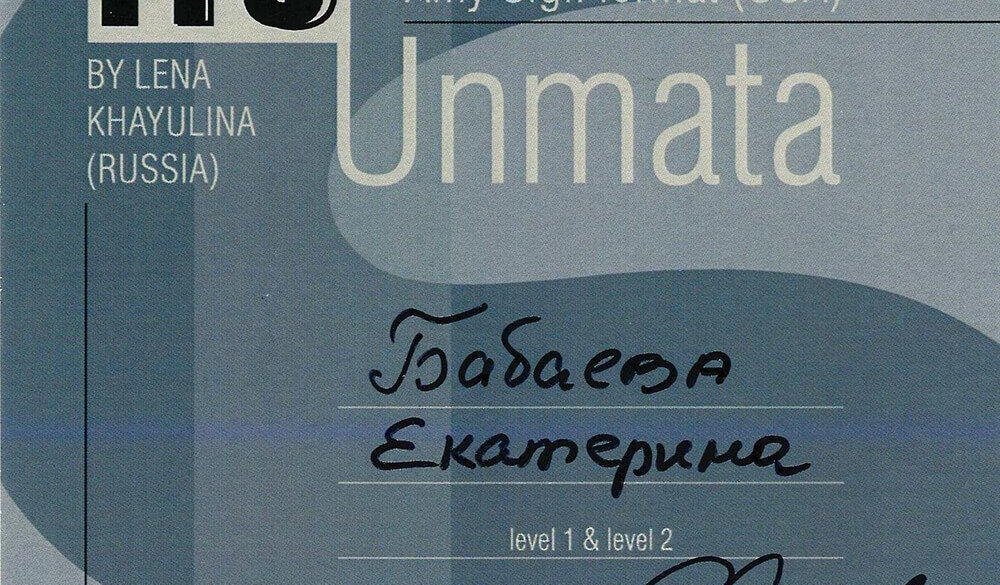 BY LENA
KHAYULINA
(RUSSIA)
Unmata
Бабаева
Екатерина
level 1 & level 2